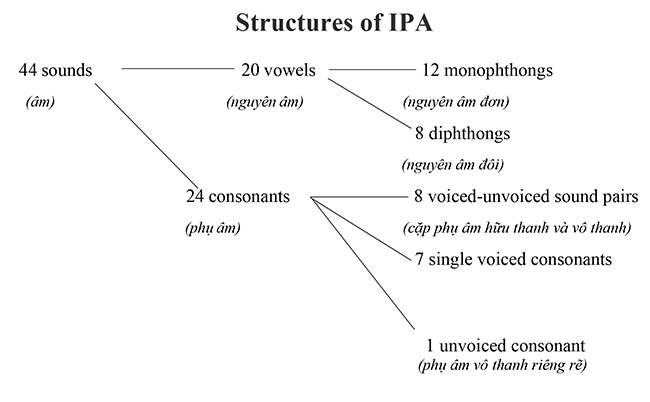 Structures of IPA
44 sounds
(âm)
20 vowels
(nguyên âm)
12 monophthongs
(nguyên âm đơn)
8 diphthongs
(nguyên âm đôi)
24 consonants
(phụ âm)
8 voiced-unvoiced sound pairs
(cặp phụ âm hữu thanh và vô thanh)
7 single voiced consonants
1 unvoiced consonant
(phụ âm vô thanh riêng rẽ)